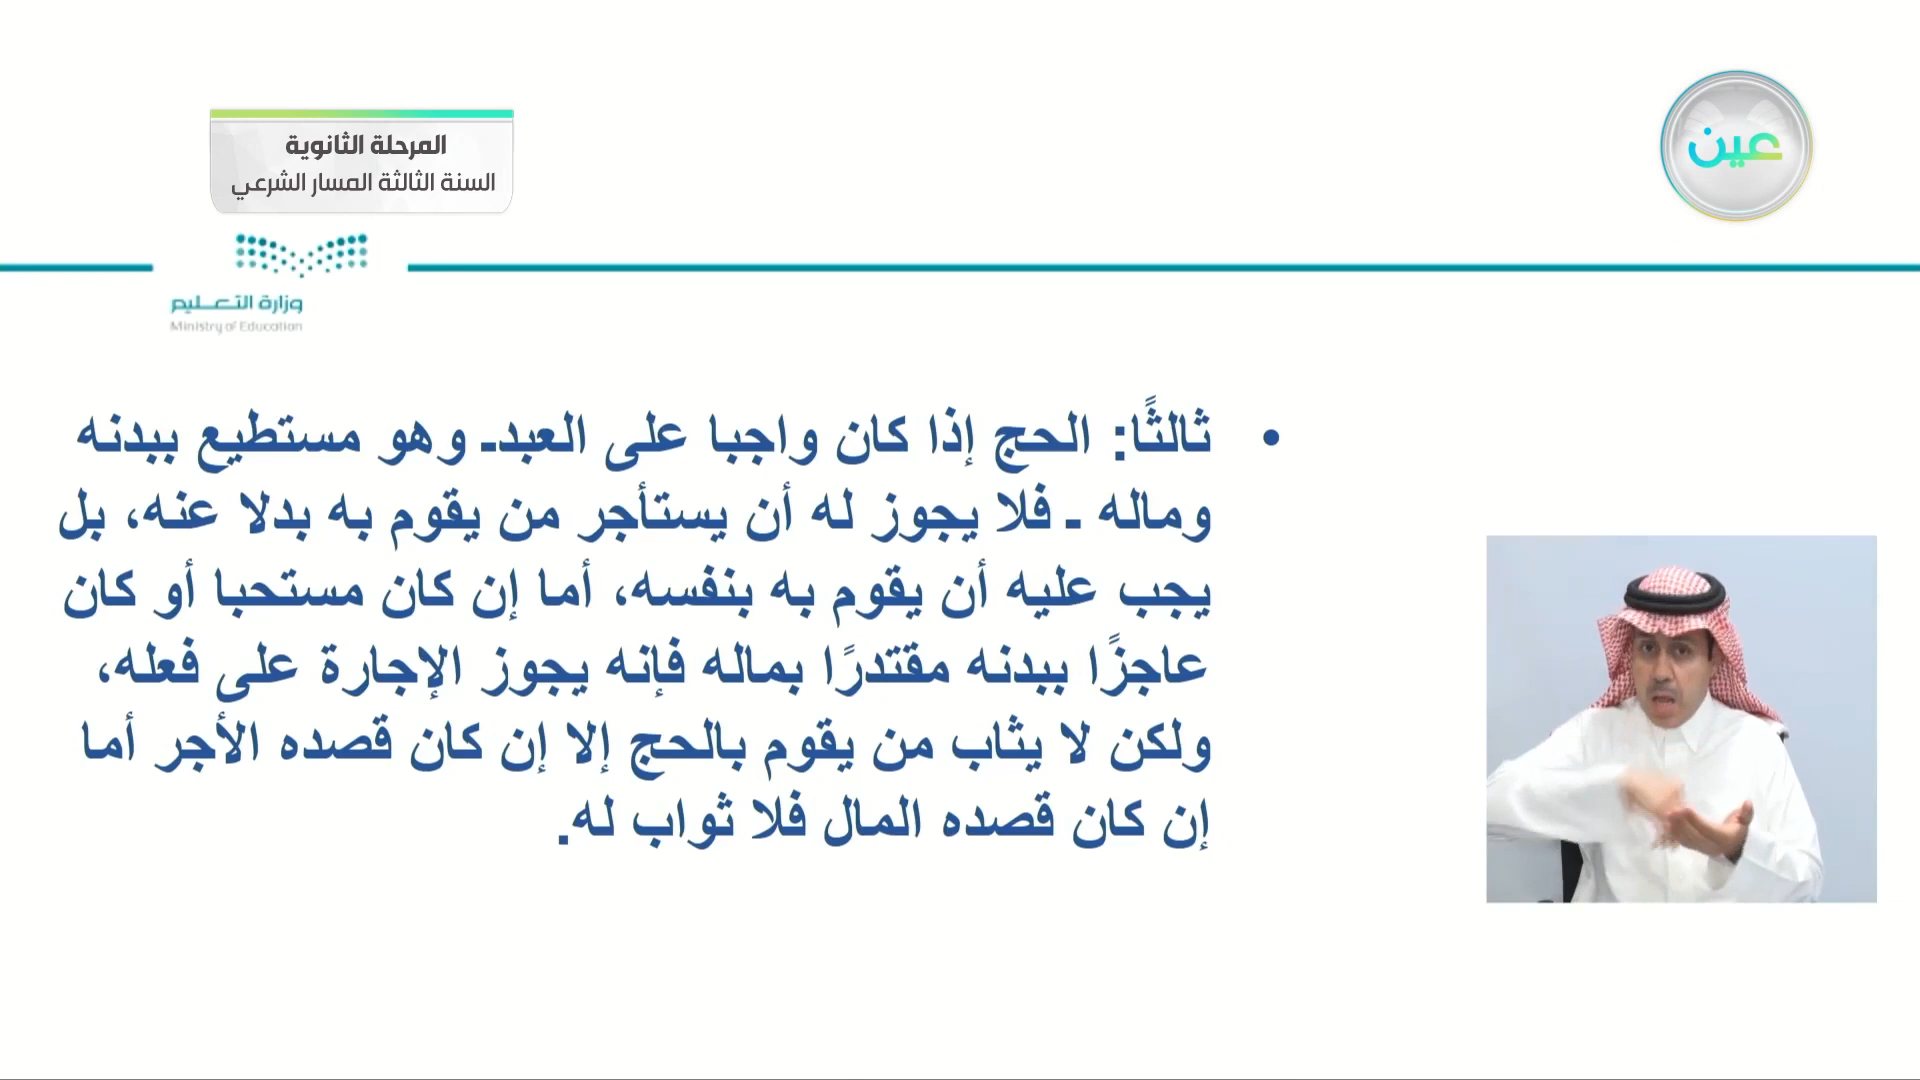 المرحلة الثانوية
السنة الثالثة المسار الشرعي
عين
وزارة التعليم
Ministry of Education
• ثالثًا: الحج إذا كان واجبا على العبدـ وهو مستطيع ببدنه
وماله ـ فلا يجوز له أن يستأجر من يقوم به بدلا عنه، بل
يجب عليه أن يقوم به بنفسه، أما إن كان مستحبا أو كان
عاجزًا ببدنه مقتدرًا بماله فإنه يجوز الإجارة على فعله،
ولكن لا يثاب من يقوم بالحج إلا إن كان قصده الأجر أما
إن كان قصده المال فلا ثواب له.